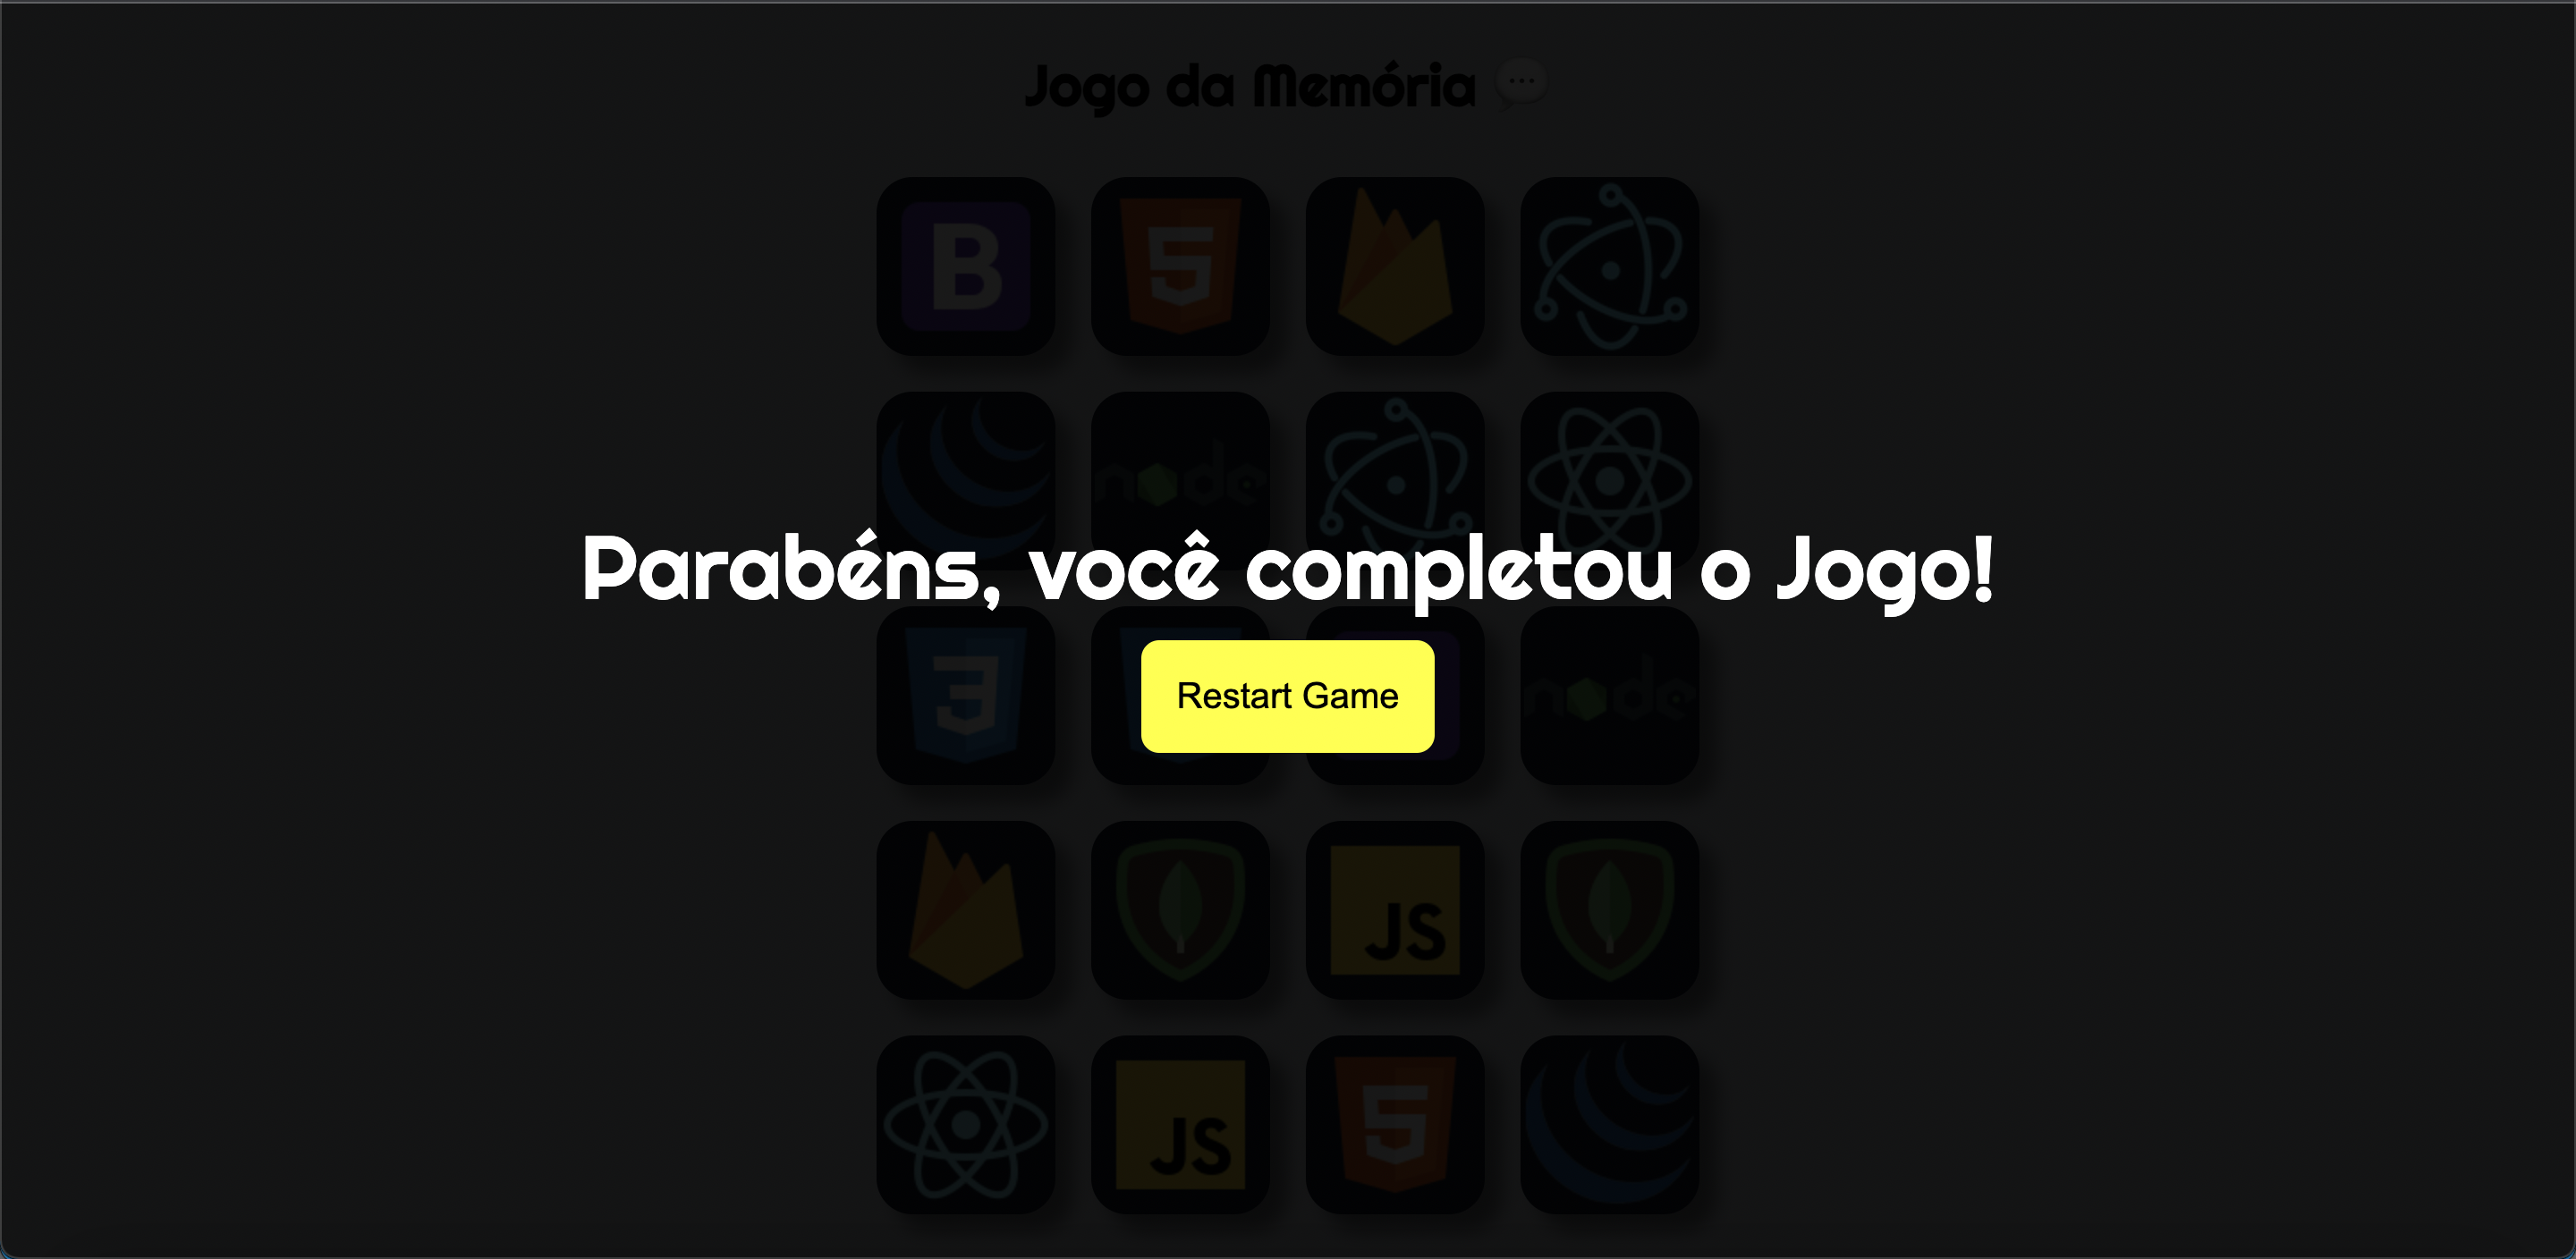 Jogo da Memória 💬
B
5
node
Parabéns, você completou o Jogo!
3
Restart Game
node
JS
JS
5